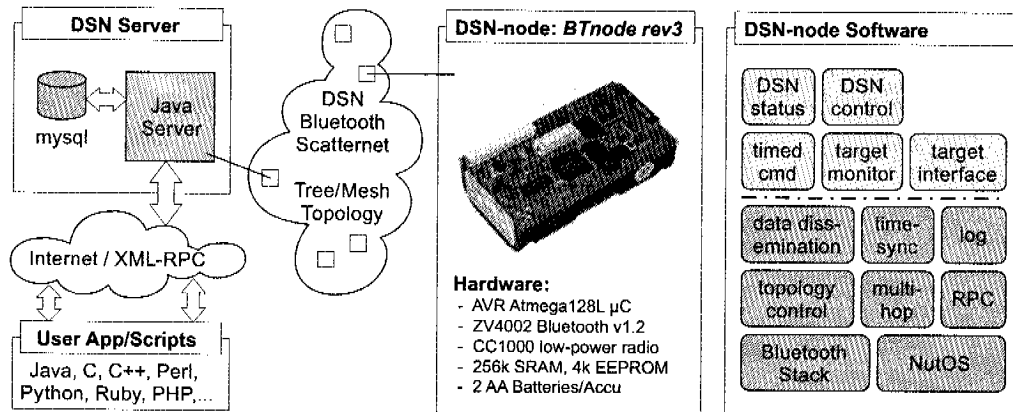 DSN Server
mysql
Java
Server
Internet / XML-RPC
User App/Scripts
Java, C, C++, Perl,
Python, Ruby, PHP,...
DSN
Bluetooth
Scatternet
Tree/Mesh
Topology
DSN-node: BTnode rev3
Hardware:
- AVR Atmega128L µC
- ZV4002 Bluetooth v1.2
- CC1000 low-power radio
- 256k SRAM, 4k EEPROM
- 2 AA Batteries/Accu
DSN-node Software
DSN
status
DSN
control
timed
cmd
target
monitor
target
interface
data diss-
emination
time-
sync
log
topology
control
multi-
hop
RPC
Bluetooth
Stack
NutOS